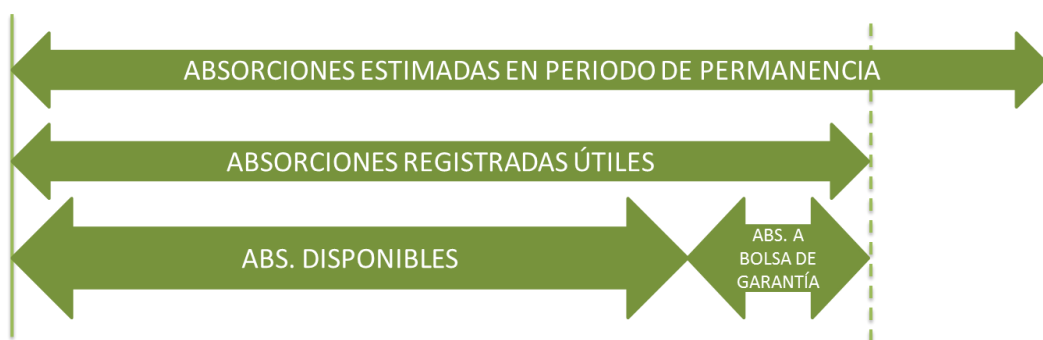 ABSORCIONES ESTIMADAS EN PERIODO DE PERMANENCIA
ABSORCIONES REGISTRADAS ÚTILES
ABS. DISPONIBLES
ABS. A
BOLSA DE
GARANTÍA